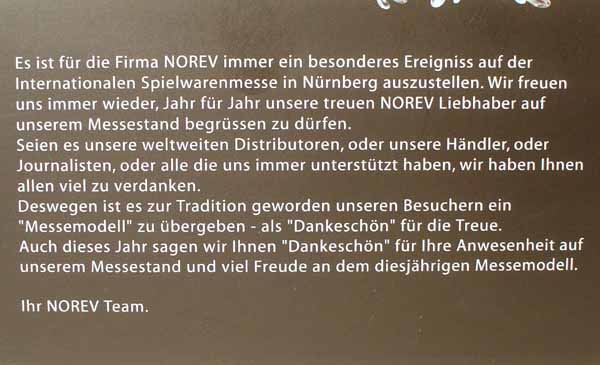 Es ist für die Firma NOREV immer ein besonderes Ereigniss auf der
Internationalen Spielwarenmesse in Nürnberg auszustellen. Wir freuen
uns immer wieder, Jahr für Jahr unsere treuen NOREV Liebhaber auf
unserem Messestand begrüssen zu dürfen.
Seien es unsere weltweiten Distributoren, oder unsere Händler, oder
Journalisten, oder alle die uns immer unterstützt haben, wir haben Ihnen
allen viel zu verdanken.
Deswegen ist es zur Tradition geworden unseren Besuchern ein
"Messemodell" zu übergeben - als "Dankeschön" für die Treue.
Auch dieses Jahr sagen wir Ihnen "Dankeschön" für Ihre Anwesenheit auf
unserem Messestand und viel Freude an dem diesjährigen Messemodell.
Ihr NOREV Team.